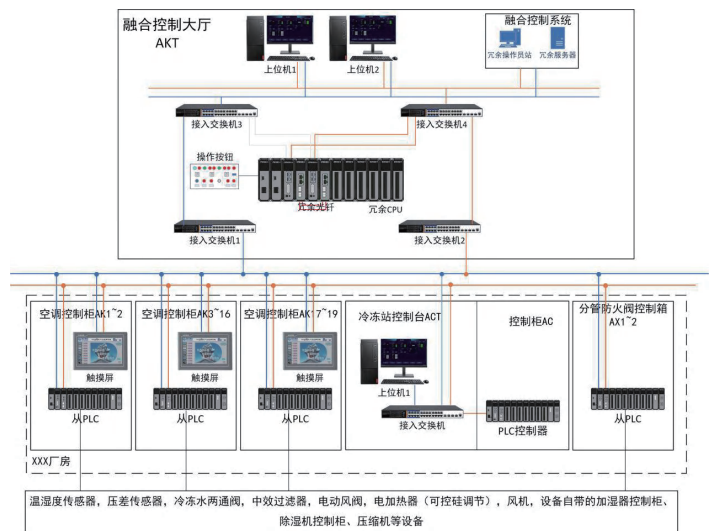 融合控制大厅
AKT
上位机1
上位机2
融合控制系统
冗余操作员站
冗余服务器
接入交换机3
接入交换机4
操作按钮
冗余光钎
冗余CPU
接入交换机1
接入交换机2
空调控制柜AK1~2
触摸屏
从PLC
空调控制柜AK3~16
触摸屏
从PLC
空调控制柜AK17~19
触摸屏
从PLC
冷冻站控制台ACT
上位机1
接入交换机
控制柜AC
PLC控制器
分管防火阀控制箱
AX1~2
从PLC
XXX厂房
温湿度传感器，压差传感器，冷冻水两通阀，中效过滤器，电动风阀，电加热器（可控硅调节），风机，设备自带的加湿器控制柜、
除湿机控制柜、压缩机等设备